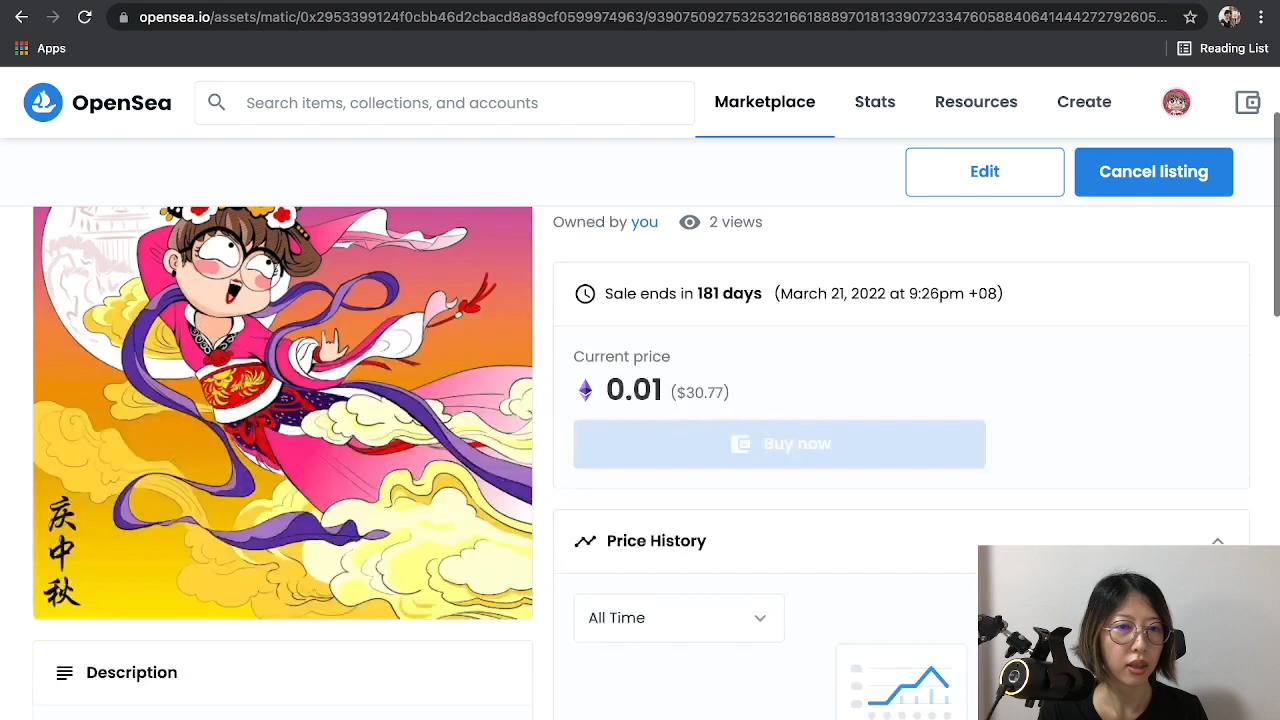 opensea.io/assets/matic/0x2953399124f0cbb46d2cbacd8a89cf0599974963/9390750927532532166188897018133907233476058840641444272792605...
Apps
Reading List
OpenSea
Search items, collections, and accounts
Marketplace
Stats
Resources
Create
Edit
Cancel listing
Owned by you
2 views
Sale ends in 181 days (March 21, 2022 at 9:26pm +08)
Current price
0.01 ($30.77)
Buy now
Price History
All Time
庆中秋
Description